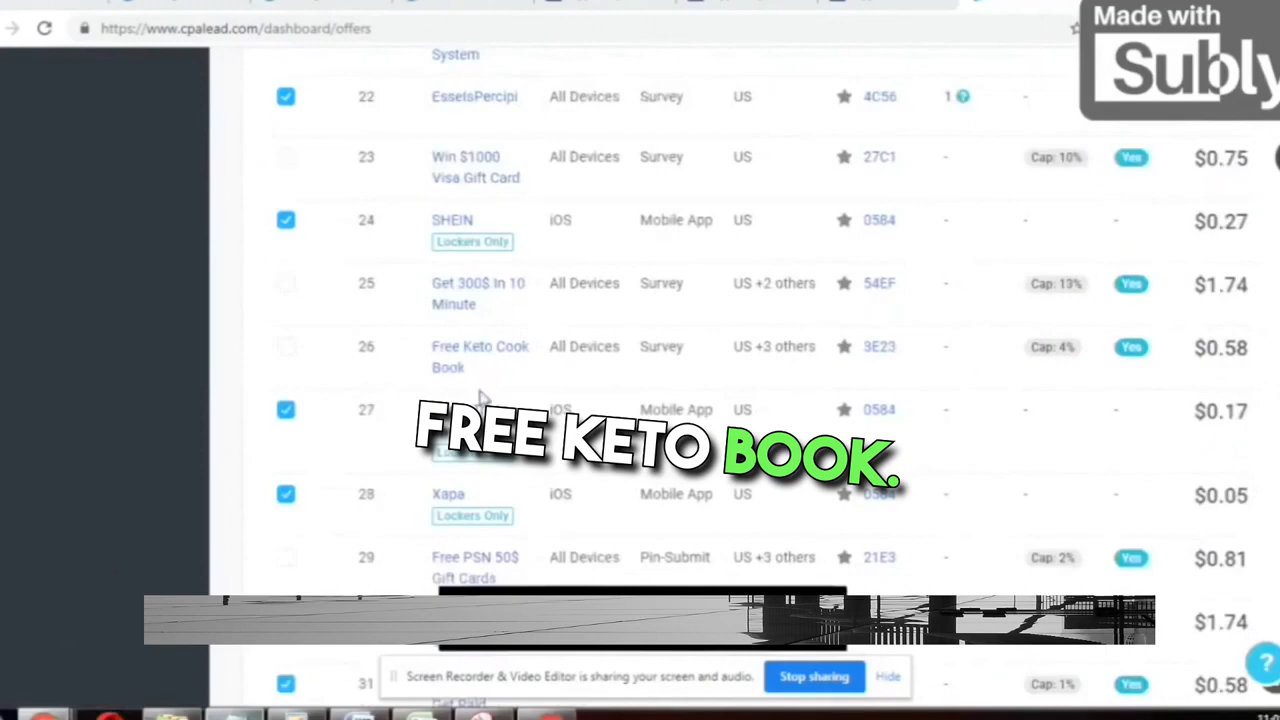 https://www.cpalead.com/dashboard/offers
Made with
Subly
System
22 EsseIsPercipi All Devices Survey US 4C56 1 ? -
23 Win $1000 All Devices Survey US 27C1 - Cap: 10% Yes $0.75
Visa Gift Card
24 SHEIN iOS Mobile App US 0584 - - - $0.27
Lockers Only
25 Get 300$ In 10 All Devices Survey US +2 others 54EF - Cap: 13% Yes $1.74
Minute
26 Free Keto Cook All Devices Survey US +3 others 3E23 - Cap: 4% Yes $0.58
Book
27 iOS Mobile App US 0584 - - - $0.17
FREE KETO BOOK.
28 Xapa iOS Mobile App US 0584 - - - $0.05
Lockers Only
29 Free PSN 50$ All Devices Pin-Submit US +3 others 21E3 - Cap: 2% Yes $0.81
Gift Cards
$1.74
Screen Recorder & Video Editor is sharing your screen and audio. Stop sharing Hide
?
31 Cap: 1% Yes $0.58